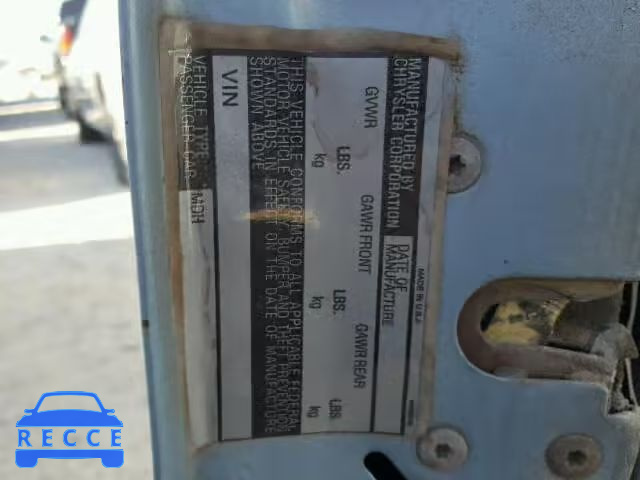 MANUFACTURED BY
CHRYSLER CORPORATION
DATE OF
MANUFACTURE
MADE IN U.S.A.
GVWR
LBS.
kg
GAWR FRONT
LBS.
kg
GAWR REAR
LBS.
kg
THIS VEHICLE CONFORMS TO ALL APPLICABLE FEDERAL
MOTOR VEHICLE SAFETY, BUMPER AND THEFT PREVENTION
STANDARDS IN EFFECT ON THE DATE OF MANUFACTURE
SHOWN ABOVE.
VIN
VEHICLE TYPE MDH
PASSENGER CAR
RECCE